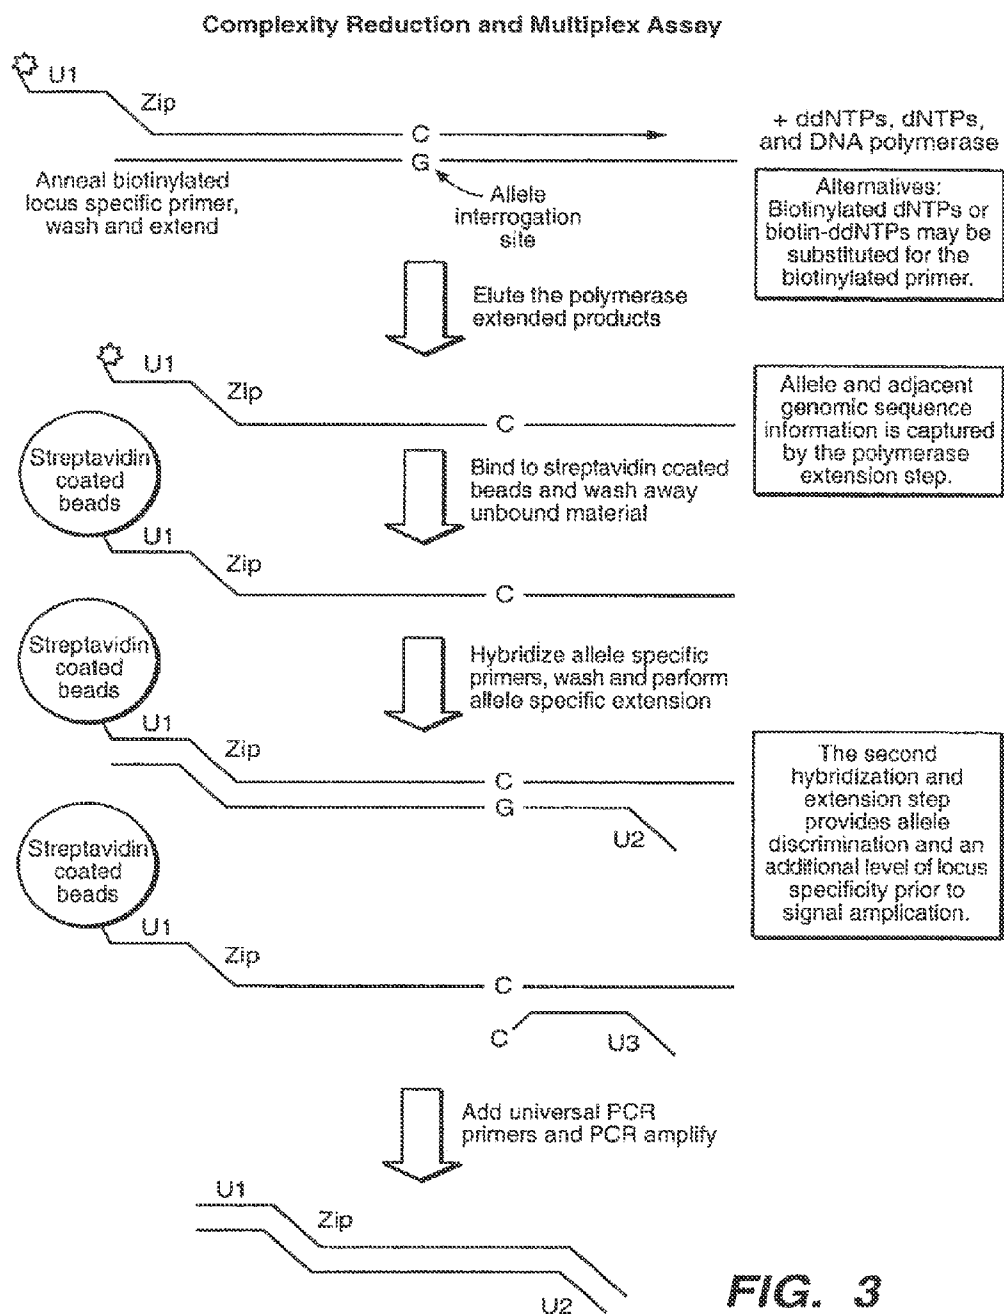 Complexity Reduction and Multiplex Assay
U1
Zip
C
G
+ ddNTPs, dNTPs,
and DNA polymerase
Anneal biotinylated
locus specific primer,
wash and extend
Allele
interrogation
site
Alternatives:
Biotinylated dNTPs or
biotin-ddNTPs may be
substituted for the
biotinylated primer.
Elute the polymerase
extended products
U1
Zip
C
Allele and adjacent
genomic sequence
information is captured
by the polymerase
extension step.
Streptavidin
coated
beads
Bind to streptavidin coated
beads and wash away
unbound material
U1
Zip
C
Streptavidin
coated
beads
Hybridize allele specific
primers, wash and perform
allele specific extension
U1
Zip
C
G
U2
The second
hybridization and
extension step
provides allele
discrimination and an
additional level of locus
specificity prior to
signal amplication.
Streptavidin
coated
beads
U1
Zip
C
C
U3
Add universal PCR
primers and PCR amplify
U1
Zip
U2
FIG. 3